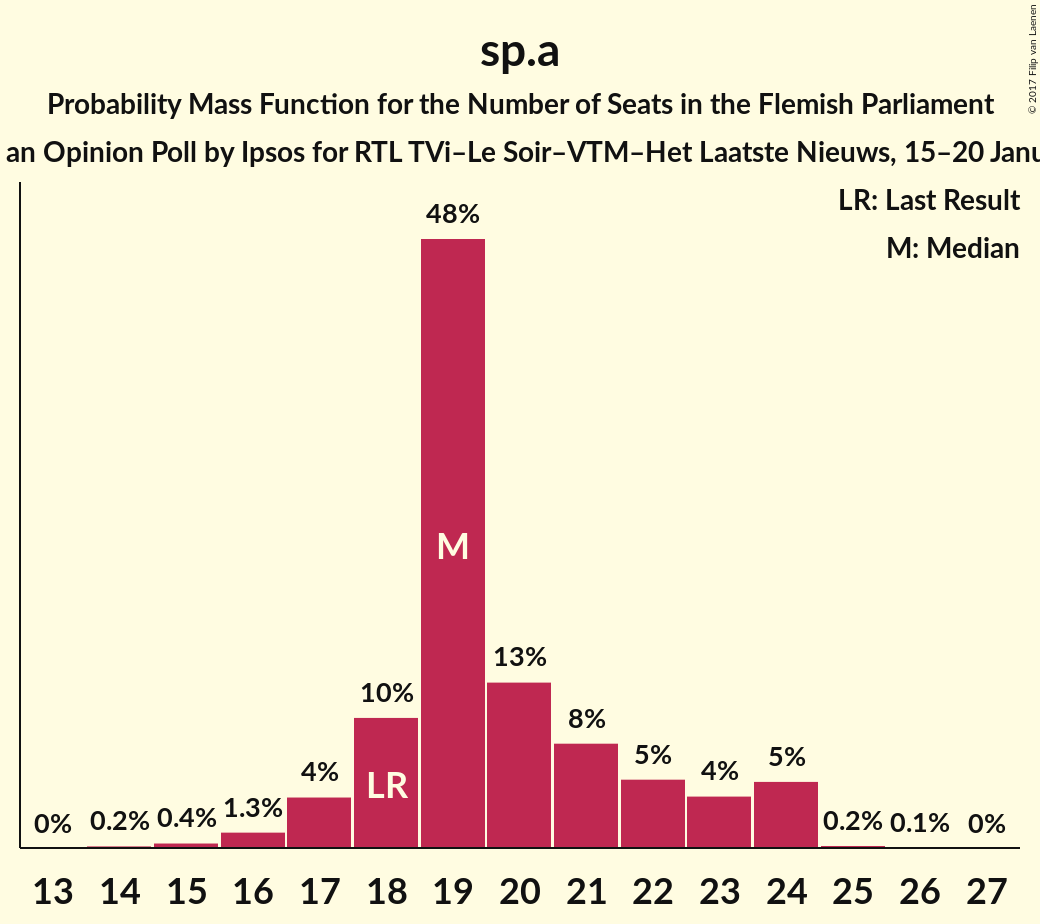 sp.a
Probability Mass Function for the Number of Seats in the Flemish Parliament
an Opinion Poll by Ipsos for RTL TVi–Le Soir–VTM–Het Laatste Nieuws, 15–20 Janu
© 2017 Filip van Laenen
LR: Last Result
M: Median
48%
M
13%
10%
LR
8%
5%
4%
5%
4%
1.3%
0.4%
0.2%
0%
0.2%
0.1%
0%
13 14 15 16 17 18 19 20 21 22 23 24 25 26 27